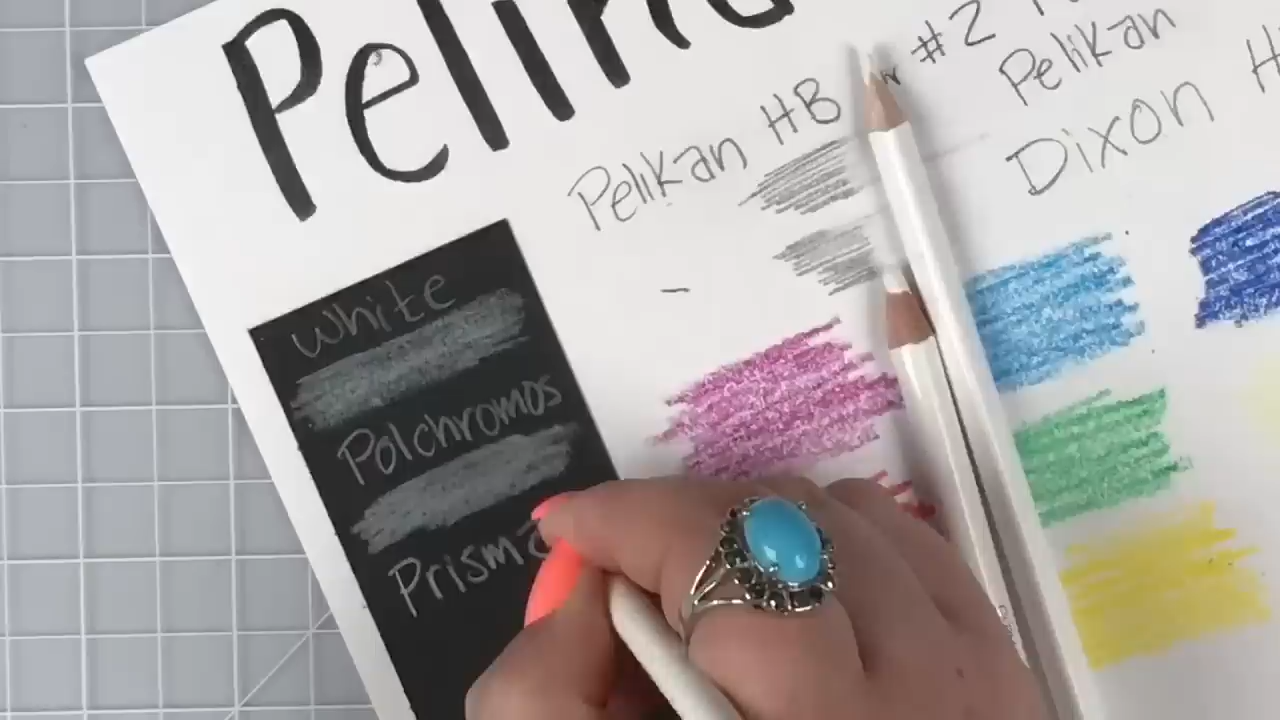 Pelika
Pelikan HB
#2
Pelikan
Dixon H
White
Polchromos
Prisma